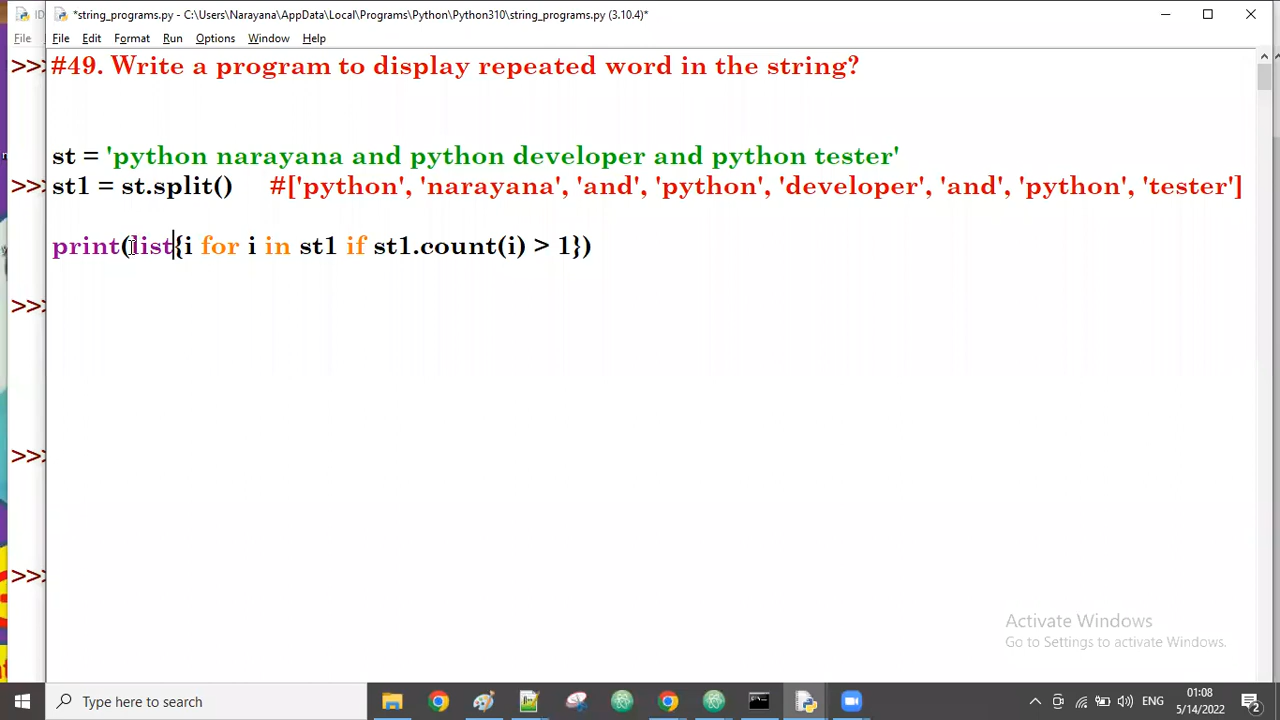 ID
*string_programs.py - C:\Users\Narayana\AppData\Local\Programs\Python\Python310\string_programs.py (3.10.4)*
File
File Edit Format Run Options Window Help
>>> #49. Write a program to display repeated word in the string?
st = 'python narayana and python developer and python tester'
>>> st1 = st.split() #['python', 'narayana', 'and', 'python', 'developer', 'and', 'python', 'tester']
print(list{i for i in st1 if st1.count(i) > 1})
>>>
>>>
>>>
Activate Windows
Go to Settings to activate Windows.
Type here to search
ENG
01:08
5/14/2022
2